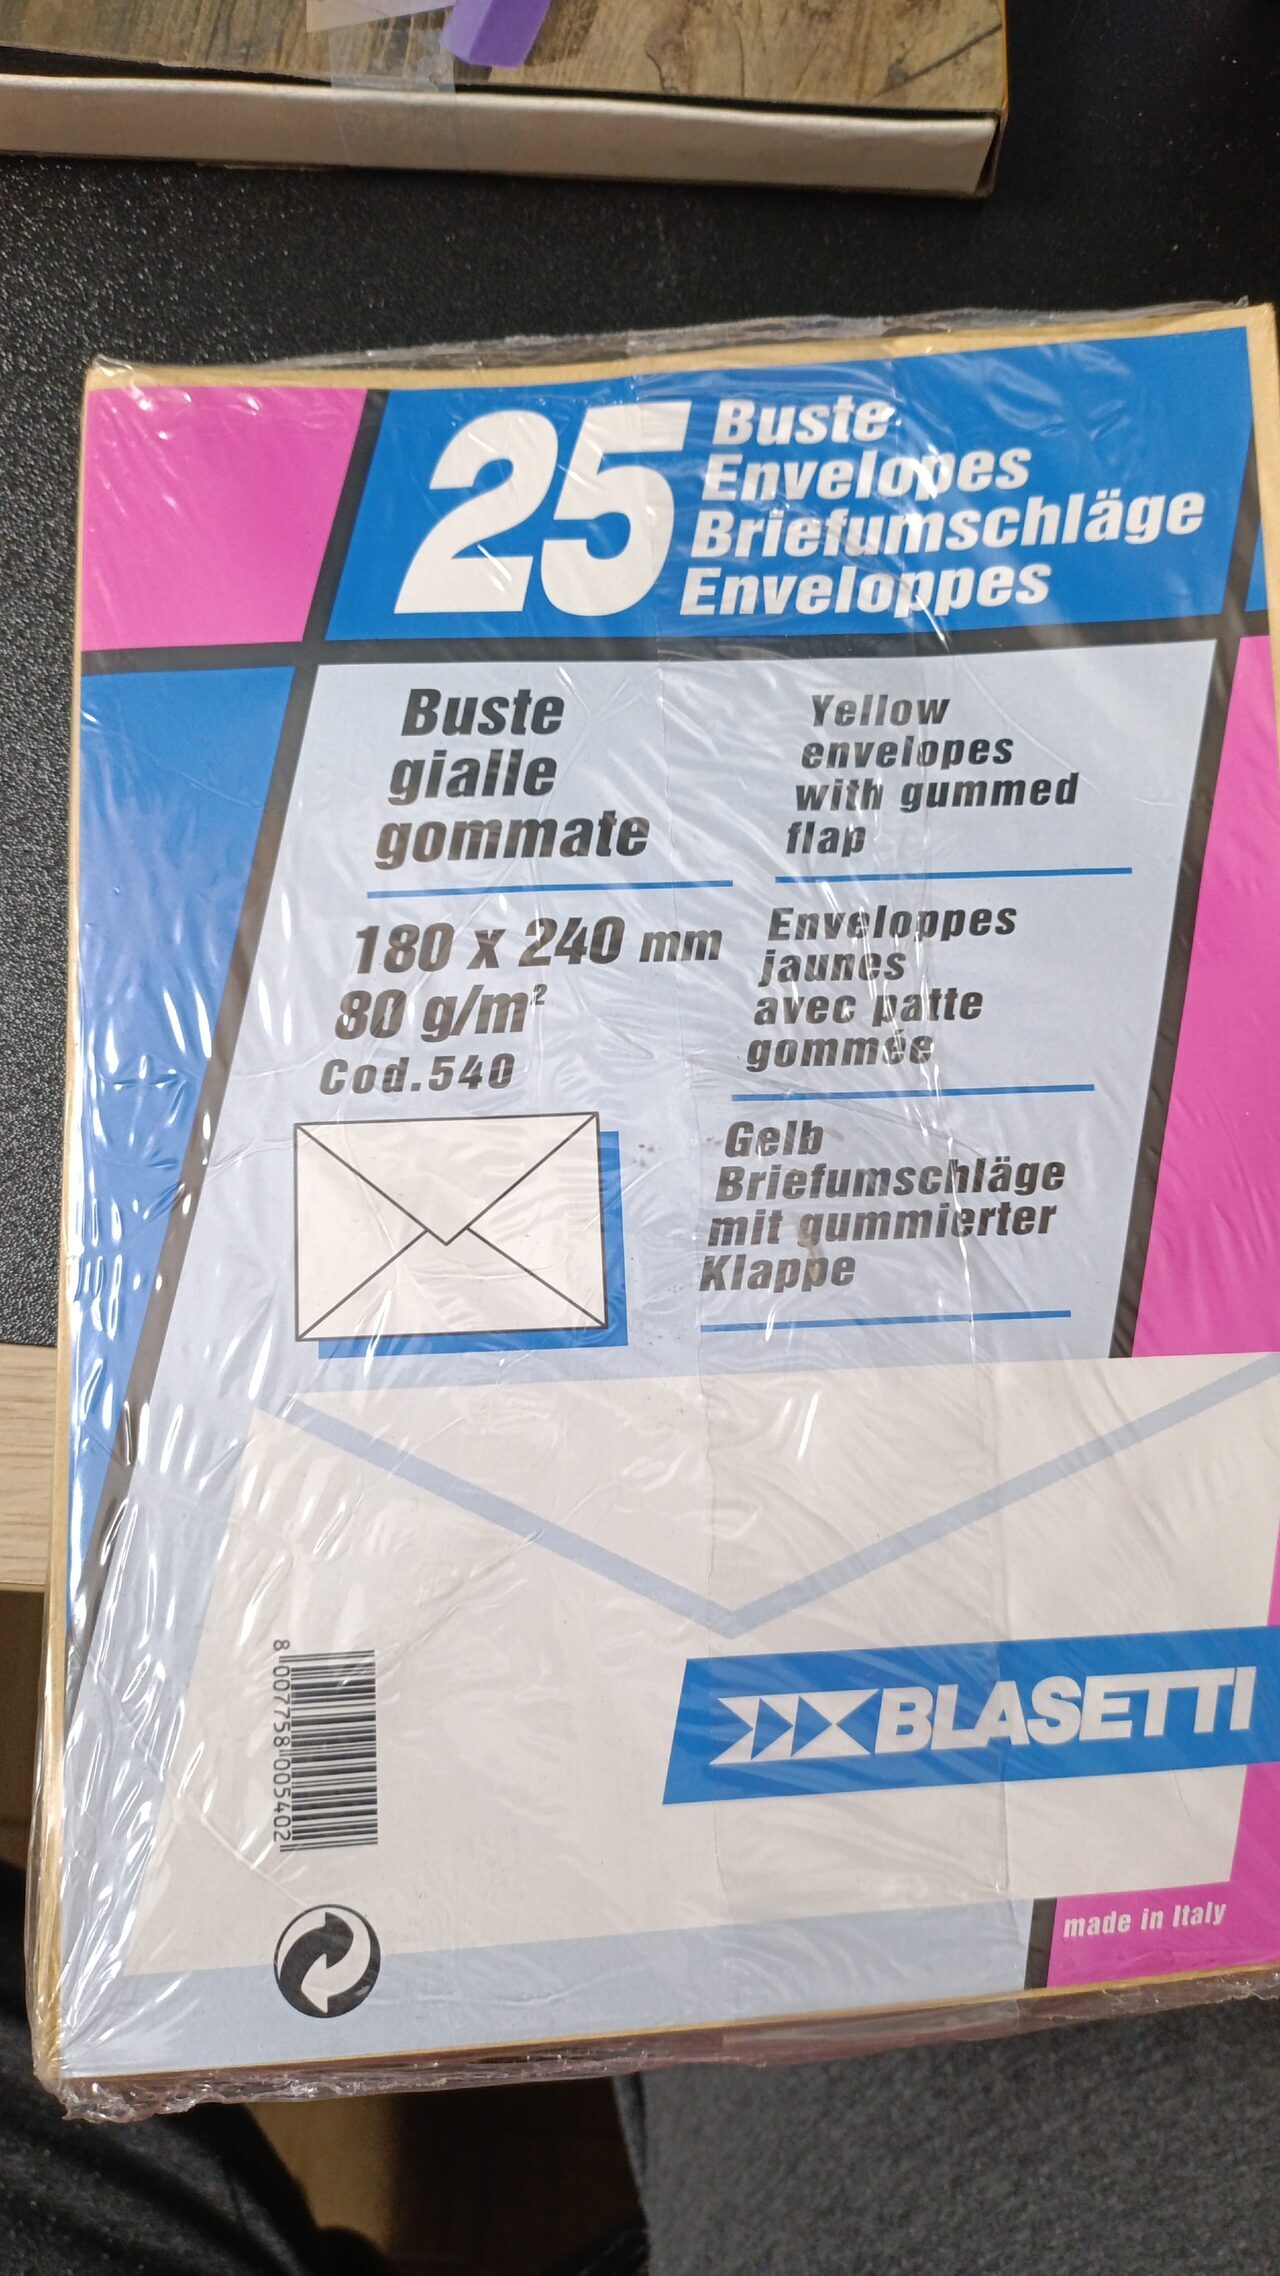 25
Buste
Envelopes
Briefumschläge
Enveloppes
Buste
gialle
gommate
180 x 240 mm
80 g/m²
Cod.540
Yellow
envelopes
with gummed
flap
Enveloppes
jaunes
avec patte
gommée
Gelb
Briefumschläge
mit gummierter
Klappe
8 007758 005402
BLASETTI
made in Italy